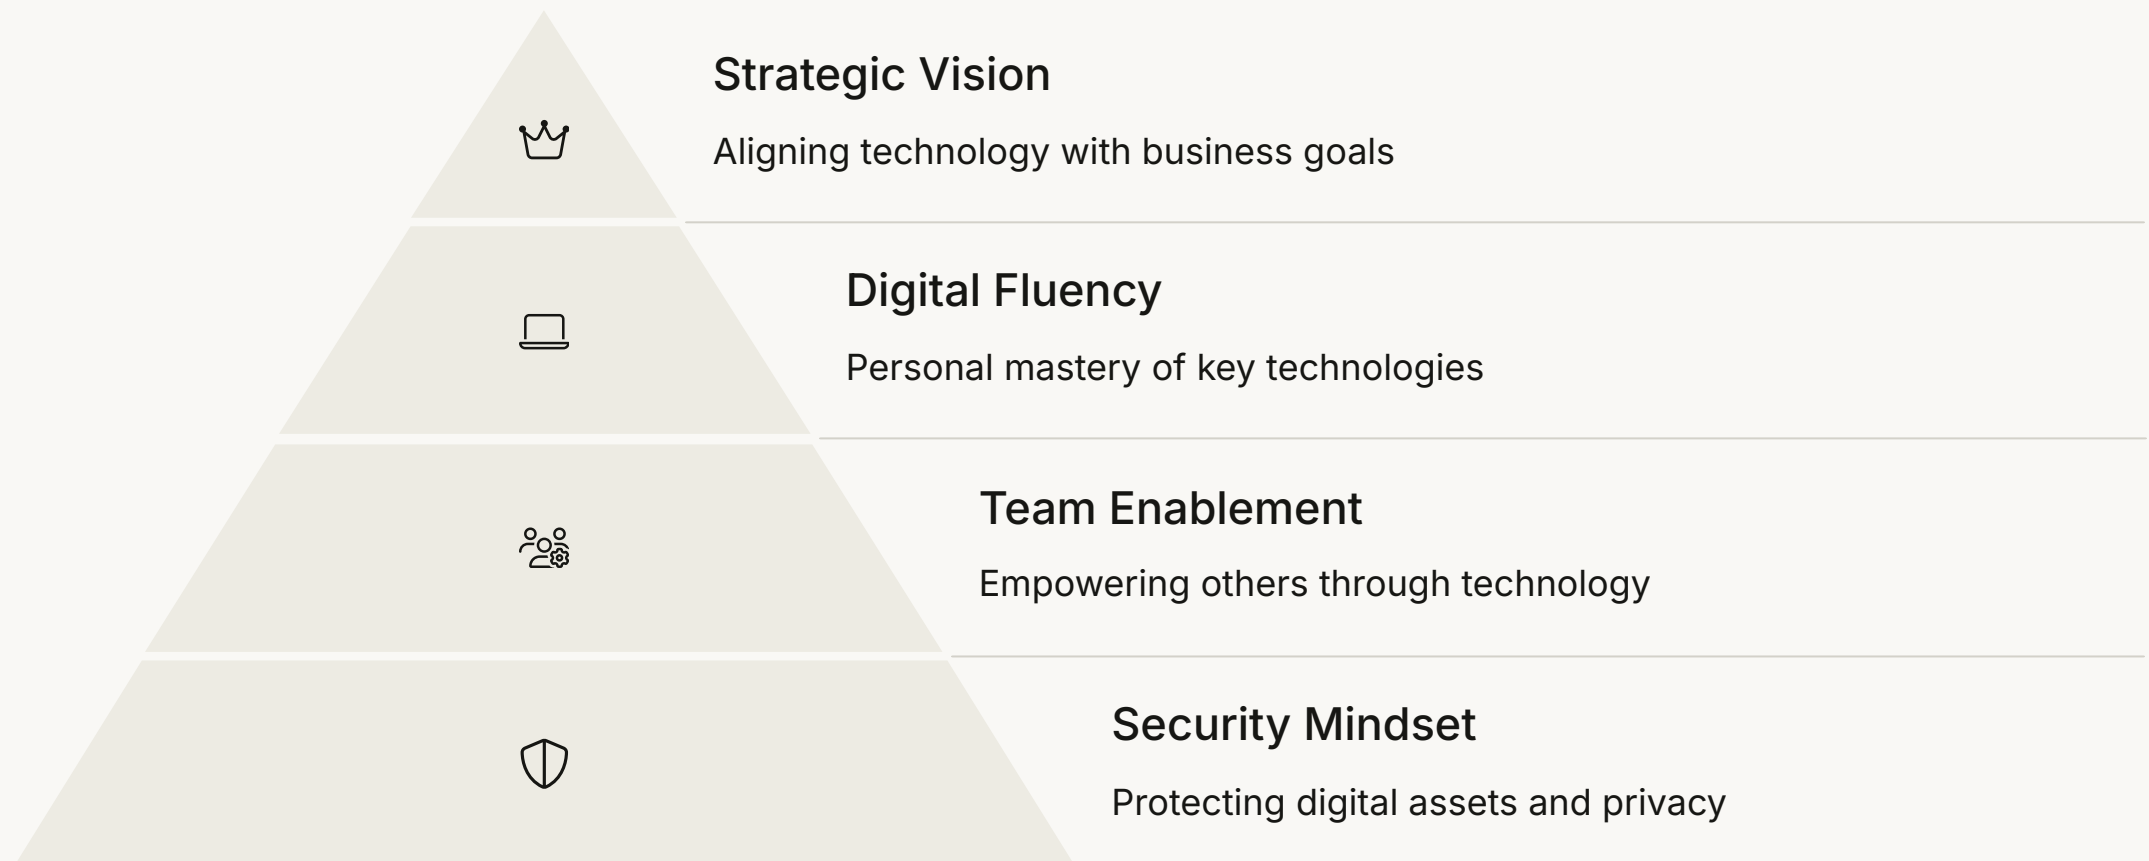 Strategic Vision
Aligning technology with business goals
Digital Fluency
Personal mastery of key technologies
Team Enablement
Empowering others through technology
Security Mindset
Protecting digital assets and privacy